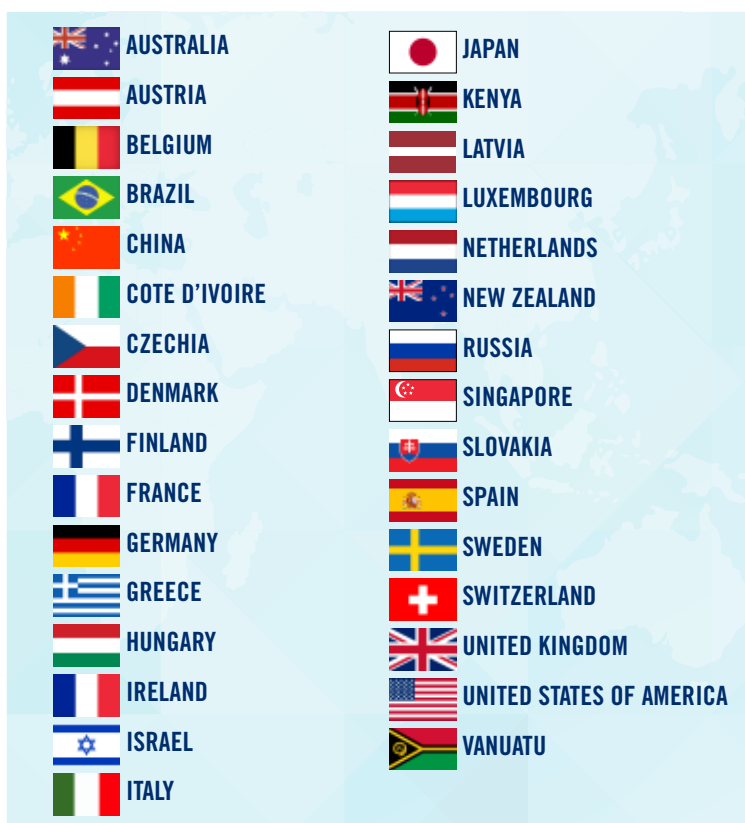 AUSTRALIA
AUSTRIA
BELGIUM
BRAZIL
CHINA
COTE D’IVOIRE
CZECHIA
DENMARK
FINLAND
FRANCE
GERMANY
GREECE
HUNGARY
IRELAND
ISRAEL
ITALY
JAPAN
KENYA
LATVIA
LUXEMBOURG
NETHERLANDS
NEW ZEALAND
RUSSIA
SINGAPORE
SLOVAKIA
SPAIN
SWEDEN
SWITZERLAND
UNITED KINGDOM
UNITED STATES OF AMERICA
VANUATU